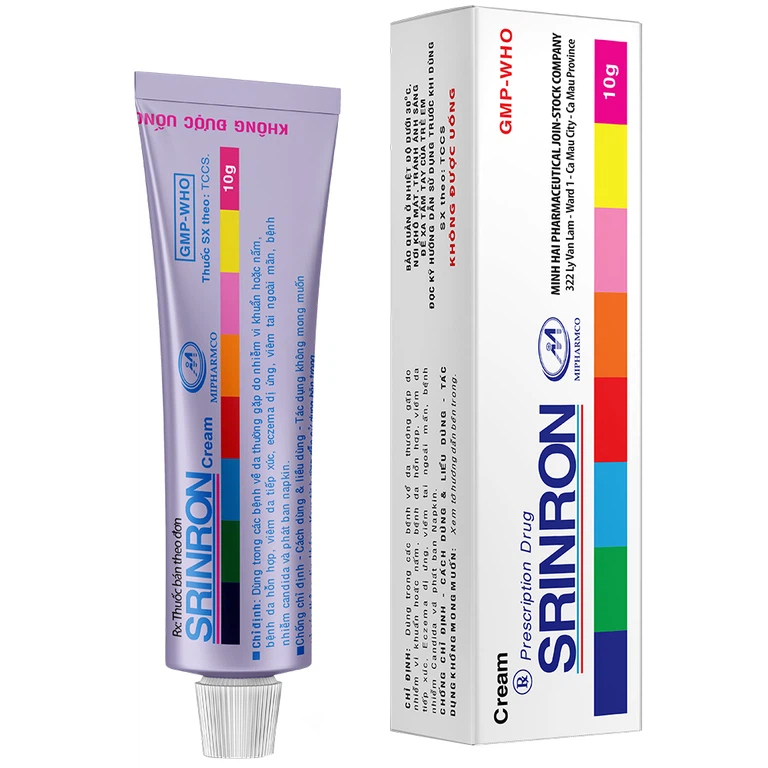 KHÔNG ĐƯỢC UỐNG
10g
GMP-WHO
Thuốc SX theo: TCCS.
MIPHARMCO
Rx Thuốc bán theo đơn
SRINRON
Cream
Chỉ định: Dùng trong các bệnh về da thường gặp do nhiễm vi khuẩn hoặc nấm,
bệnh da hỗn hợp, viêm da tiếp xúc, eczema dị ứng, viêm tai ngoài mãn, bệnh
nhiễm candida và phát ban napkin.
Chống chỉ định - Cách dùng & liều dùng - Tác dụng không mong muốn
BẢO QUẢN Ở NHIỆT ĐỘ DƯỚI 30°C,
NƠI KHÔ MÁT, TRÁNH ÁNH SÁNG
ĐỂ XA TẦM TAY CỦA TRẺ EM
ĐỌC KỸ HƯỚNG DẪN SỬ DỤNG TRƯỚC KHI DÙNG
SX theo: TCCS
KHÔNG ĐƯỢC UỐNG
CHỈ ĐỊNH: Dùng trong các bệnh về da thường gặp do
nhiễm vi khuẩn hoặc nấm, bệnh da hỗn hợp, viêm da
tiếp xúc, Eczema dị ứng, viêm tai ngoài mãn, bệnh
nhiễm Candida và phát ban Napkin.
CHỐNG CHỈ ĐỊNH - CÁCH DÙNG & LIỀU DÙNG - TÁC
DỤNG KHÔNG MONG MUỐN: Xem tờ hướng dẫn bên trong.
GMP-WHO
10g
MINH HAI PHARMACEUTICAL JOIN-STOCK COMPANY
322 Ly Van Lam - Ward 1 - Ca Mau City - Ca Mau Province
MIPHARMCO
Cream
Rx Prescription Drug
SRINRON